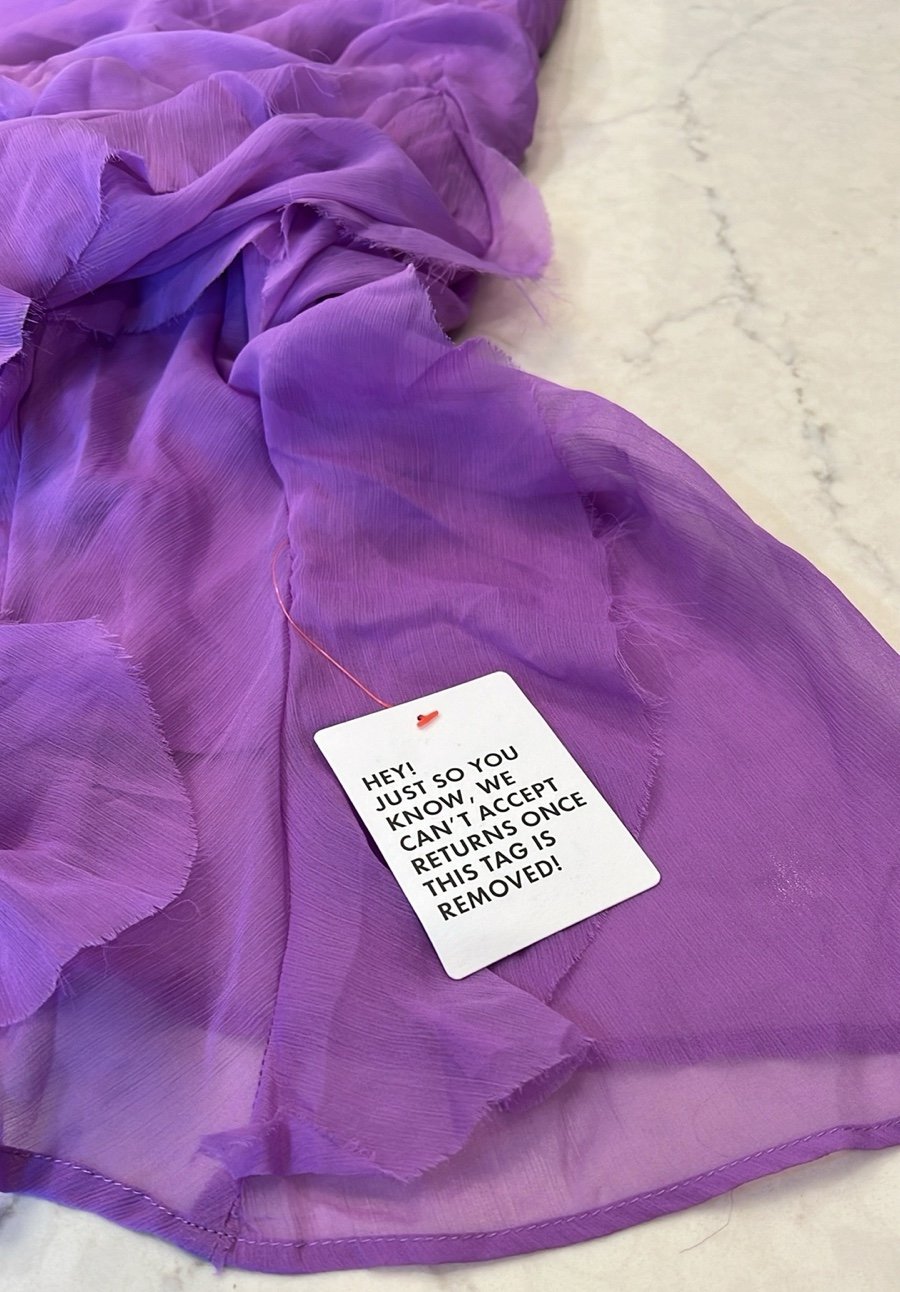 HEY!
JUST SO YOU
KNOW, WE
CAN'T ACCEPT
RETURNS ONCE
THIS TAG IS
REMOVED!